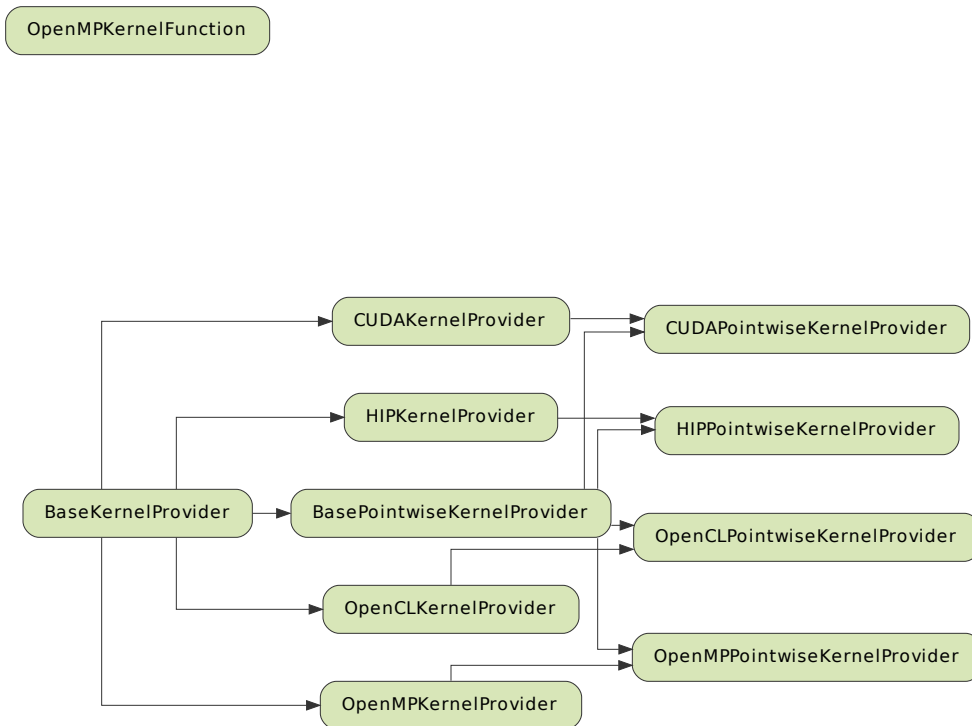 OpenMPKernelFunction
CUDAKernelProvider
CUDAPointwiseKernelProvider
HIPKernelProvider
HIPPointwiseKernelProvider
BaseKernelProvider
BasePointwiseKernelProvider
OpenCLPointwiseKernelProvider
OpenCLKernelProvider
OpenMPPointwiseKernelProvider
OpenMPKernelProvider